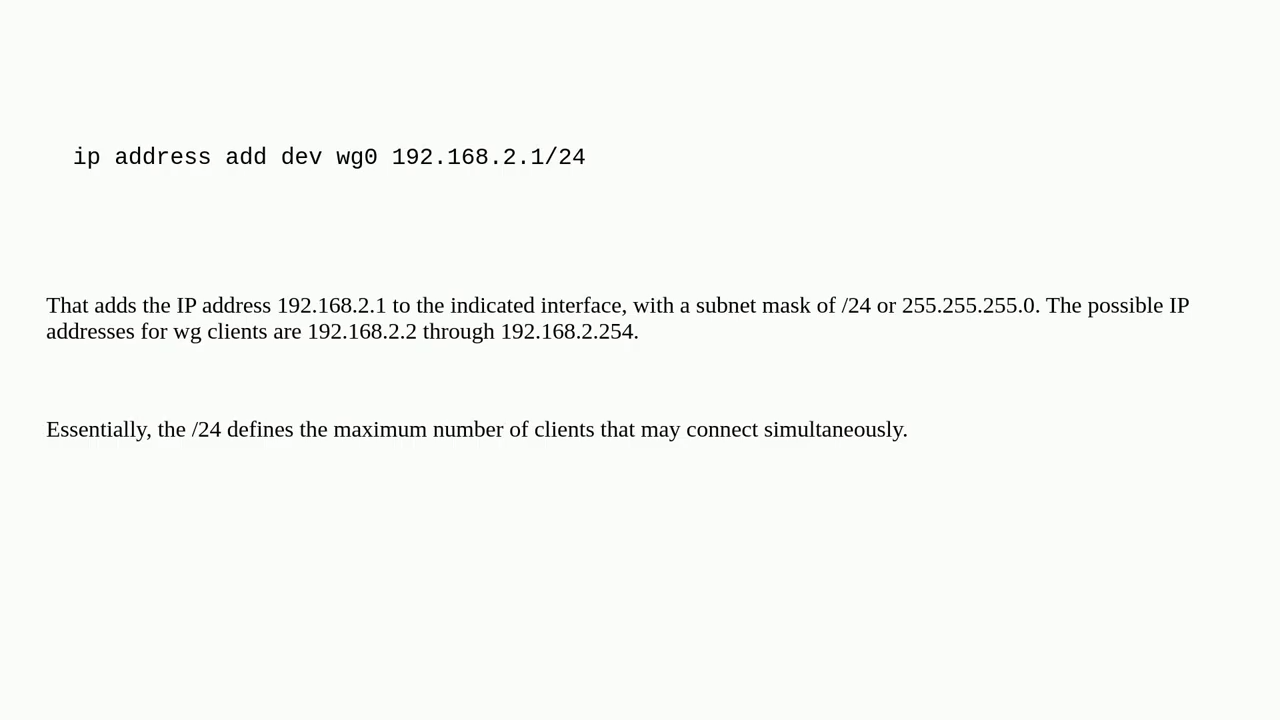 ip address add dev wg0 192.168.2.1/24
That adds the IP address 192.168.2.1 to the indicated interface, with a subnet mask of /24 or 255.255.255.0. The possible IP
addresses for wg clients are 192.168.2.2 through 192.168.2.254.
Essentially, the /24 defines the maximum number of clients that may connect simultaneously.